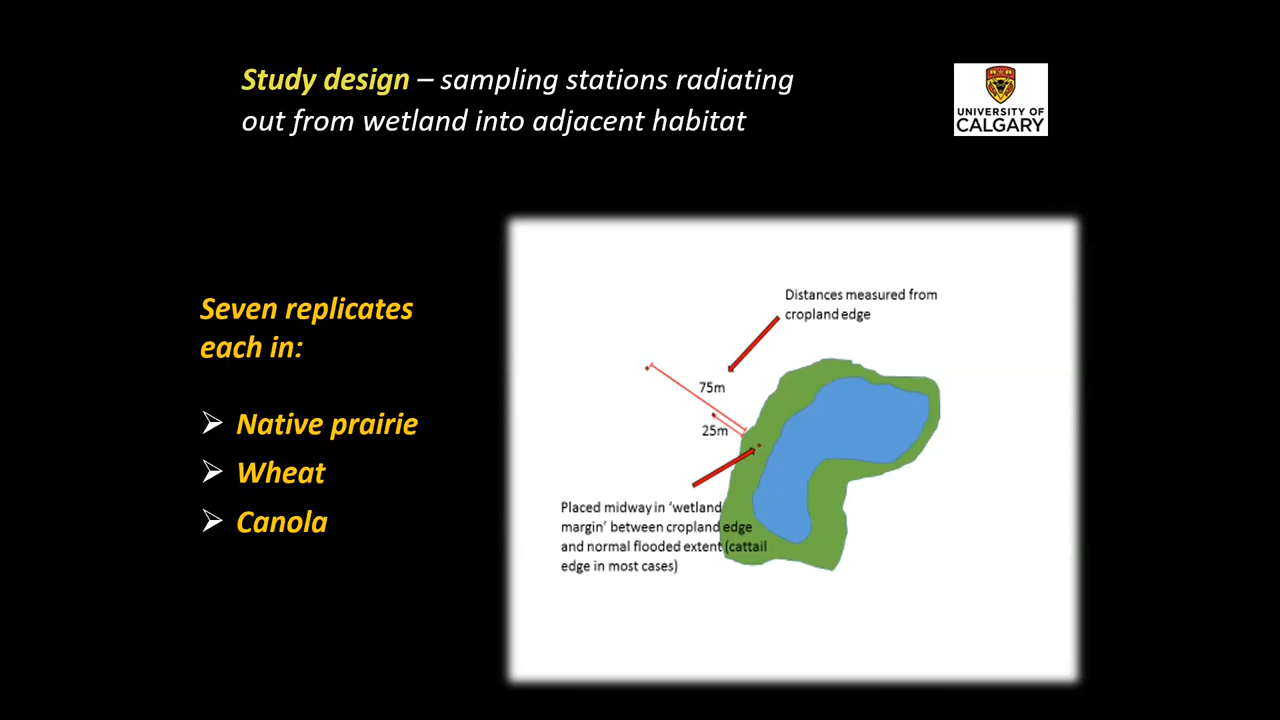 Study design – sampling stations radiating
out from wetland into adjacent habitat
UNIVERSITY OF
CALGARY
Seven replicates
each in:
Native prairie
Wheat
Canola
Distances measured from
cropland edge
75m
25m
Placed midway in ‘wetland
margin’ between cropland edge
and normal flooded extent (cattail
edge in most cases)